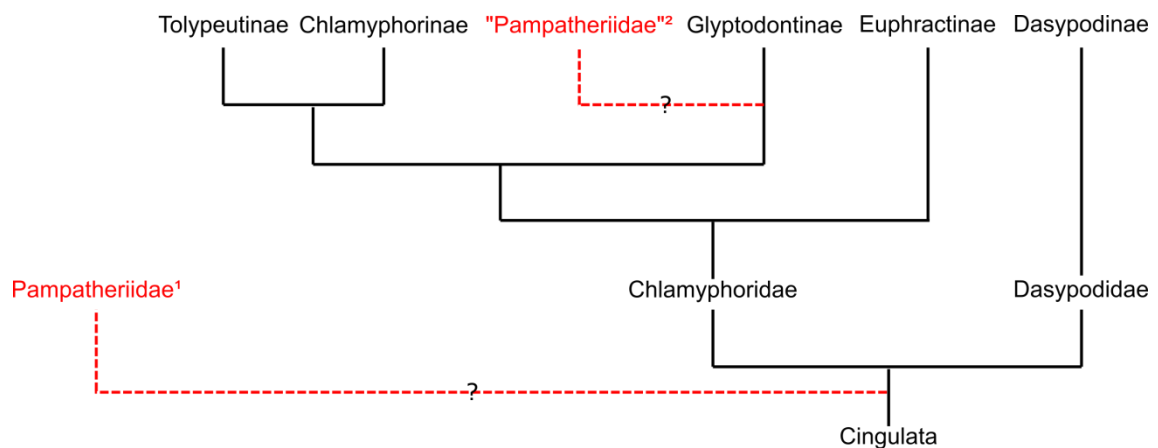 Tolypeutinae Chlamyphorinae "Pampatheriidae"² Glyptodontinae Euphractinae Dasypodinae
?
Pampatheriidae¹ Chlamyphoridae Dasypodidae
?
Cingulata